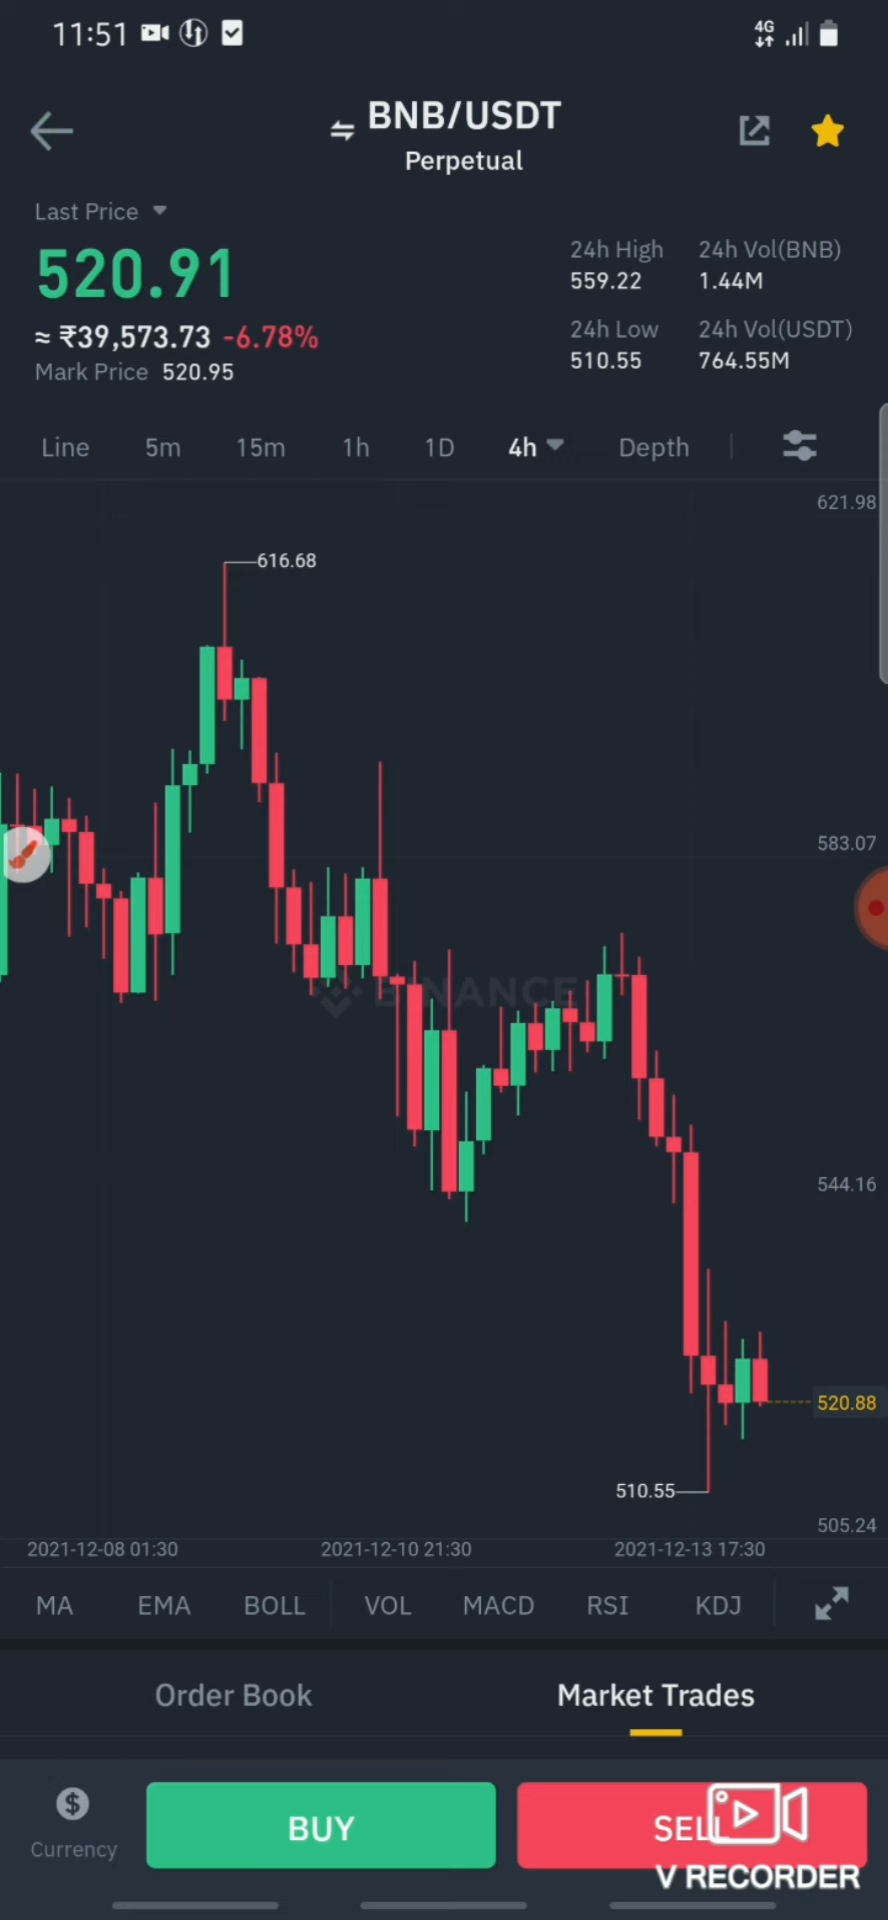 11:51
4G
BNB/USDT
Perpetual
Last Price
520.91
≈ ₹39,573.73 -6.78%
Mark Price 520.95
24h High
559.22
24h Vol(BNB)
1.44M
24h Low
510.55
24h Vol(USDT)
764.55M
Line 5m 15m 1h 1D 4h Depth
621.98
616.68
583.07
BINANCE
544.16
520.88
510.55
505.24
2021-12-08 01:30 2021-12-10 21:30 2021-12-13 17:30
MA EMA BOLL VOL MACD RSI KDJ
Order Book Market Trades
$
Currency
BUY
SELL
V RECORDER